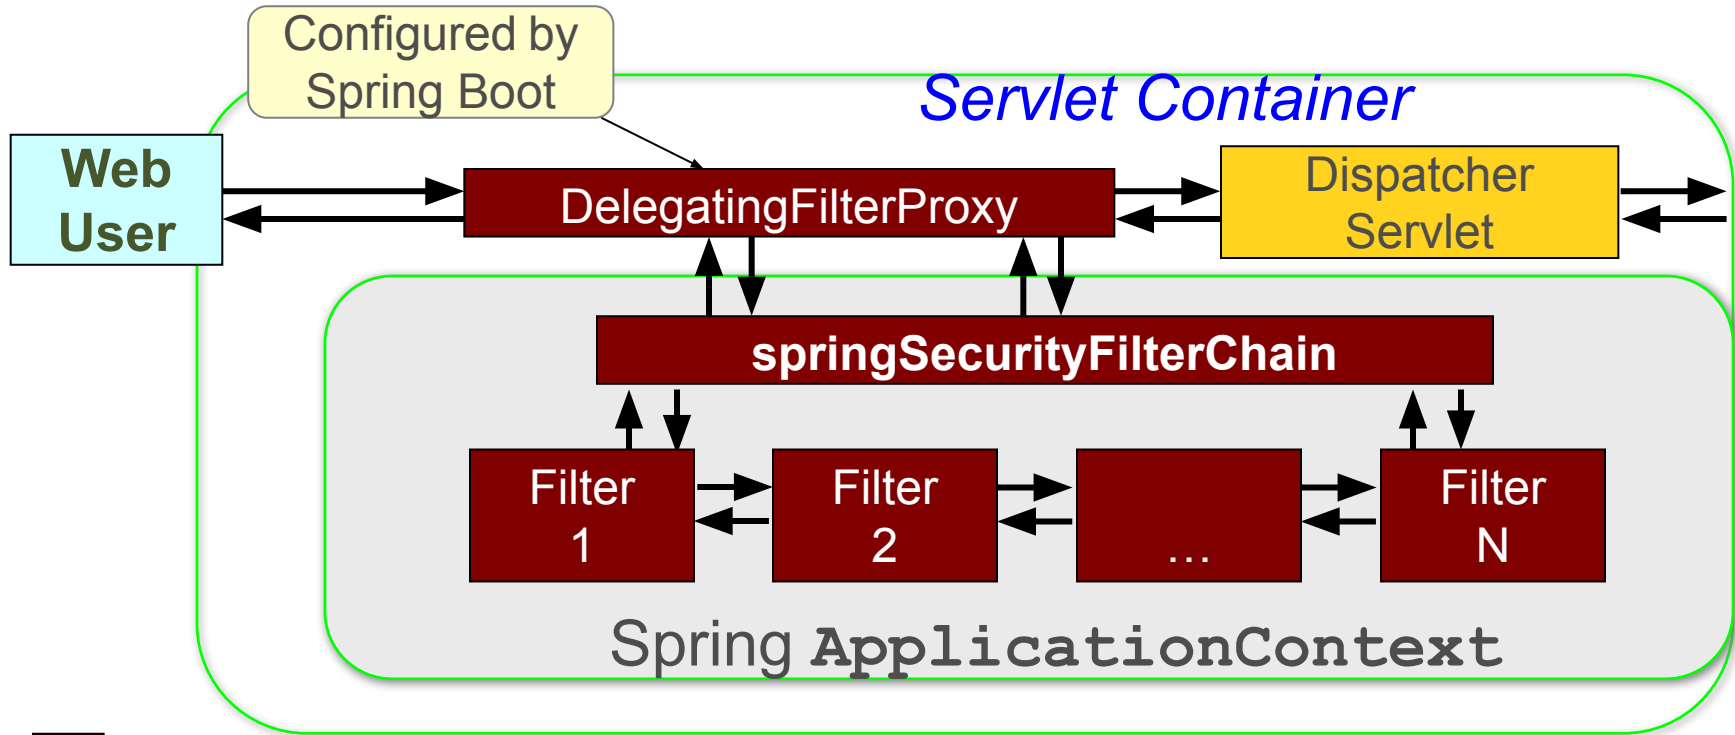 Configured by
Spring Boot
Servlet Container
Web
User
DelegatingFilterProxy
Dispatcher
Servlet
springSecurityFilterChain
Filter
1
Filter
2
…
Filter
N
Spring ApplicationContext